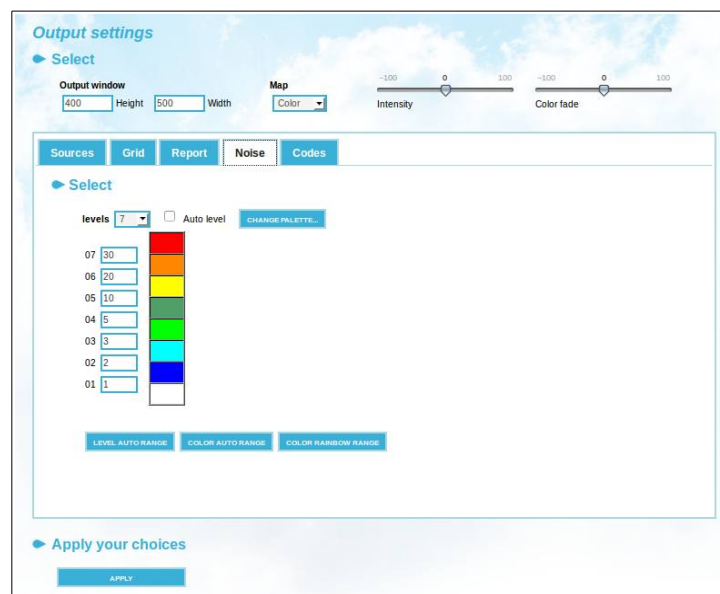 Output settings
Select
Output window
400 Height 500 Width
Map
Color
-100 0 100
Intensity
-100 0 100
Color fade
Sources Grid Report Noise Codes
Select
levels 7 Auto level CHANGE PALETTE...
07 30
06 20
05 10
04 5
03 3
02 2
01 1
LEVEL AUTO RANGE COLOR AUTO RANGE COLOR RAINBOW RANGE
Apply your choices
APPLY